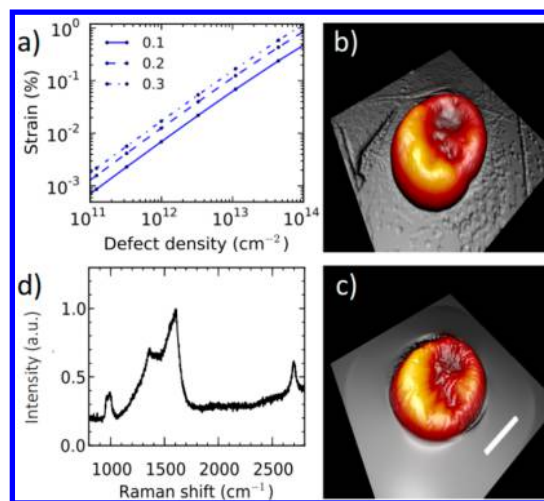 a)
10⁰
10⁻¹
10⁻²
10⁻³
Strain (%)
0.1
0.2
0.3
10¹¹ 10¹² 10¹³ 10¹⁴
Defect density (cm⁻²)
b)
d)
1.0
0.5
0.0
Intensity (a.u.)
1000 1500 2000 2500
Raman shift (cm⁻¹)
c)